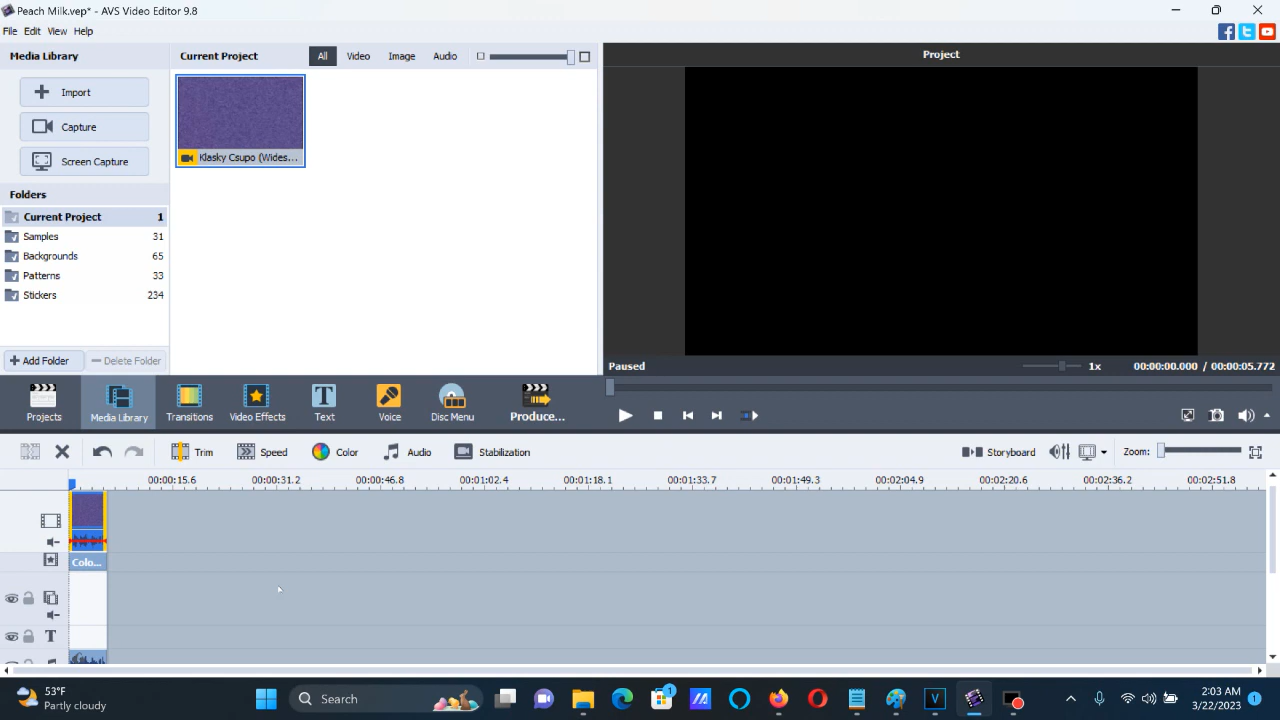 Peach Milk.vep* - AVS Video Editor 9.8
File Edit View Help
Media Library
Current Project
All
Video
Image
Audio
Project
Import
Capture
Screen Capture
Klasky Csupo (Wides...
Folders
Current Project 1
Samples 31
Backgrounds 65
Patterns 33
Stickers 234
Add Folder
Delete Folder
Paused
1x
00:00:00.000 / 00:00:05.772
Projects
Media Library
Transitions
Video Effects
Text
Voice
Disc Menu
Produce...
Trim
Speed
Color
Audio
Stabilization
Storyboard
Zoom:
00:00:15.6 00:00:31.2 00:00:46.8 00:01:02.4 00:01:18.1 00:01:33.7 00:01:49.3 00:02:04.9 00:02:20.6 00:02:36.2 00:02:51.8
Colo...
T
53°F
Partly cloudy
Search
1
V
2:03 AM
3/22/2023
1